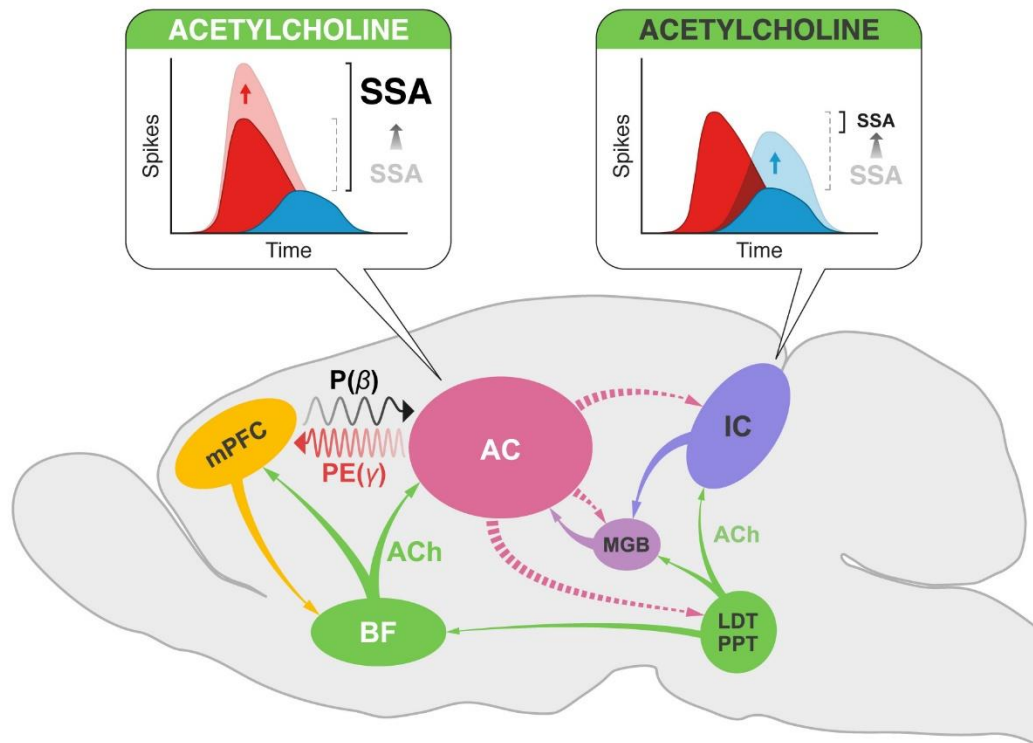 ACETYLCHOLINE
Spikes
SSA
SSA
Time
ACETYLCHOLINE
Spikes
SSA
SSA
Time
P(β)
mPFC
PE(γ)
AC
IC
MGB
ACh
ACh
BF
LDT
PPT